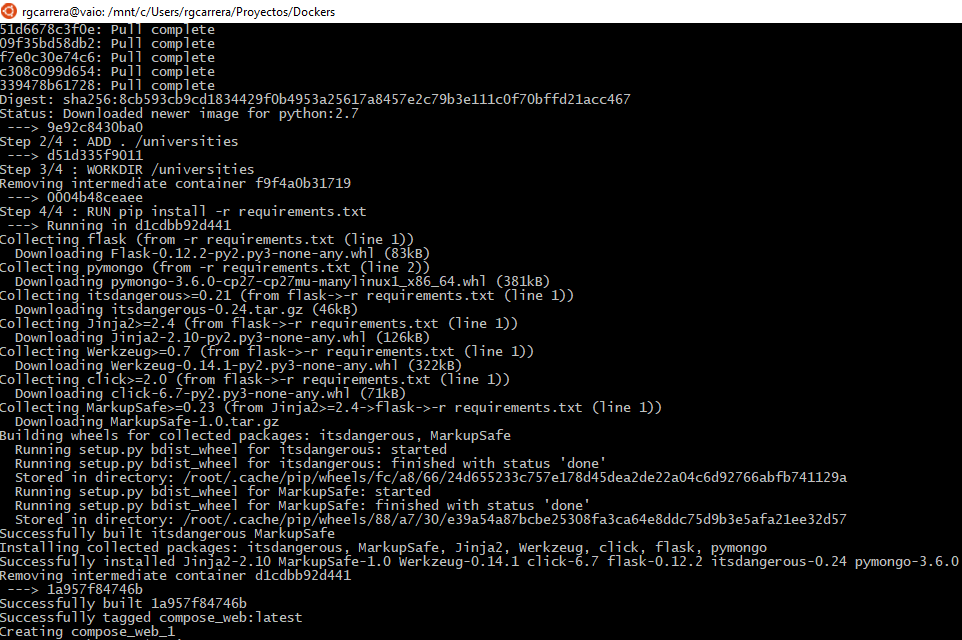 rgcarrera@vaio: /mnt/c/Users/rgcarrera/Proyectos/Dockers
51d6678c3f0e: Pull complete
09f35bd58db2: Pull complete
f7e0c30e74c6: Pull complete
c308c099d654: Pull complete
339478b61728: Pull complete
Digest: sha256:8cb593cb9cd1834429f0b4953a25617a8457e2c79b3e111c0f70bffd21acc467
Status: Downloaded newer image for python:2.7
 ---> 9e92c8430ba0
Step 2/4 : ADD . /universities
 ---> d51d335f9011
Step 3/4 : WORKDIR /universities
Removing intermediate container f9f4a0b31719
 ---> 0004b48ceaee
Step 4/4 : RUN pip install -r requirements.txt
 ---> Running in d1cdbb92d441
Collecting flask (from -r requirements.txt (line 1))
  Downloading Flask-0.12.2-py2.py3-none-any.whl (83kB)
Collecting pymongo (from -r requirements.txt (line 2))
  Downloading pymongo-3.6.0-cp27-cp27mu-manylinux1_x86_64.whl (381kB)
Collecting itsdangerous>=0.21 (from flask->-r requirements.txt (line 1))
  Downloading itsdangerous-0.24.tar.gz (46kB)
Collecting Jinja2>=2.4 (from flask->-r requirements.txt (line 1))
  Downloading Jinja2-2.10-py2.py3-none-any.whl (126kB)
Collecting Werkzeug>=0.7 (from flask->-r requirements.txt (line 1))
  Downloading Werkzeug-0.14.1-py2.py3-none-any.whl (322kB)
Collecting click>=2.0 (from flask->-r requirements.txt (line 1))
  Downloading click-6.7-py2.py3-none-any.whl (71kB)
Collecting MarkupSafe>=0.23 (from Jinja2>=2.4->flask->-r requirements.txt (line 1))
  Downloading MarkupSafe-1.0.tar.gz
Building wheels for collected packages: itsdangerous, MarkupSafe
  Running setup.py bdist_wheel for itsdangerous: started
  Running setup.py bdist_wheel for itsdangerous: finished with status 'done'
  Stored in directory: /root/.cache/pip/wheels/fc/a8/66/24d655233c757e178d45dea2de22a04c6d92766abfb741129a
  Running setup.py bdist_wheel for MarkupSafe: started
  Running setup.py bdist_wheel for MarkupSafe: finished with status 'done'
  Stored in directory: /root/.cache/pip/wheels/88/a7/30/e39a54a87bcbe25308fa3ca64e8ddc75d9b3e5afa21ee32d57
Successfully built itsdangerous MarkupSafe
Installing collected packages: itsdangerous, MarkupSafe, Jinja2, Werkzeug, click, flask, pymongo
Successfully installed Jinja2-2.10 MarkupSafe-1.0 Werkzeug-0.14.1 click-6.7 flask-0.12.2 itsdangerous-0.24 pymongo-3.6.0
Removing intermediate container d1cdbb92d441
 ---> 1a957f84746b
Successfully built 1a957f84746b
Successfully tagged compose_web:latest
Creating compose_web_1